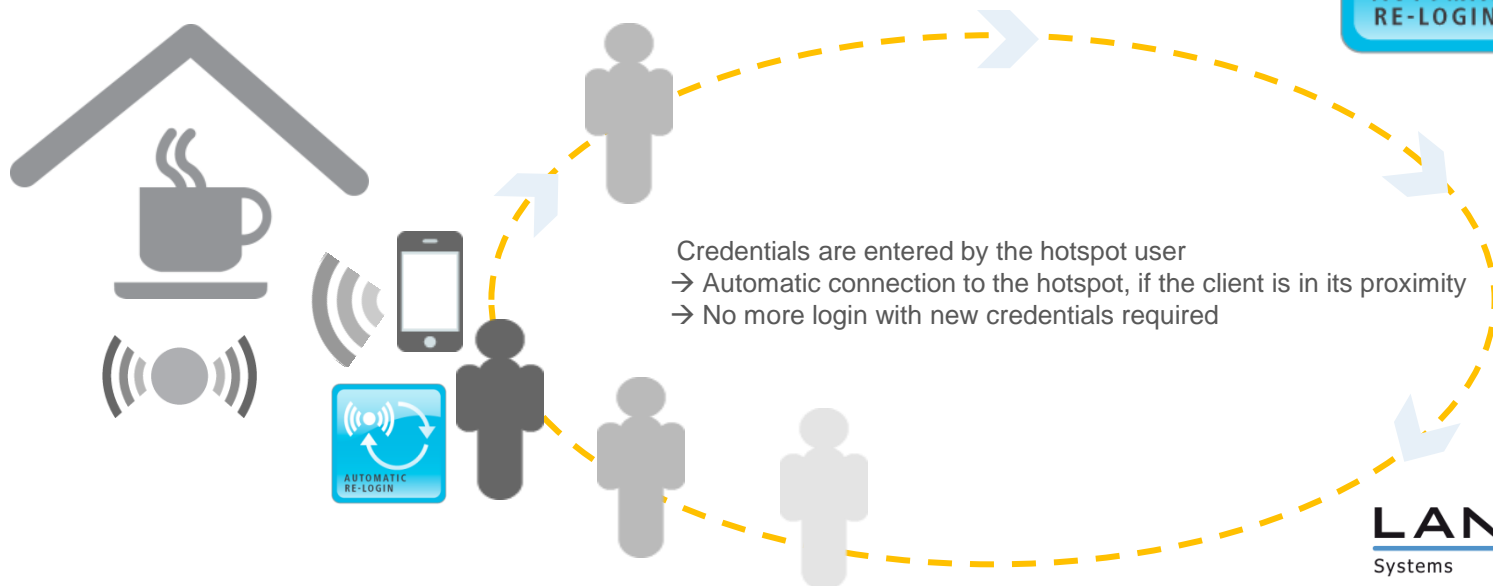 RE-LOGIN
Credentials are entered by the hotspot user
→ Automatic connection to the hotspot, if the client is in its proximity
→ No more login with new credentials required
AUTOMATIC
RE-LOGIN
LAN
Systems